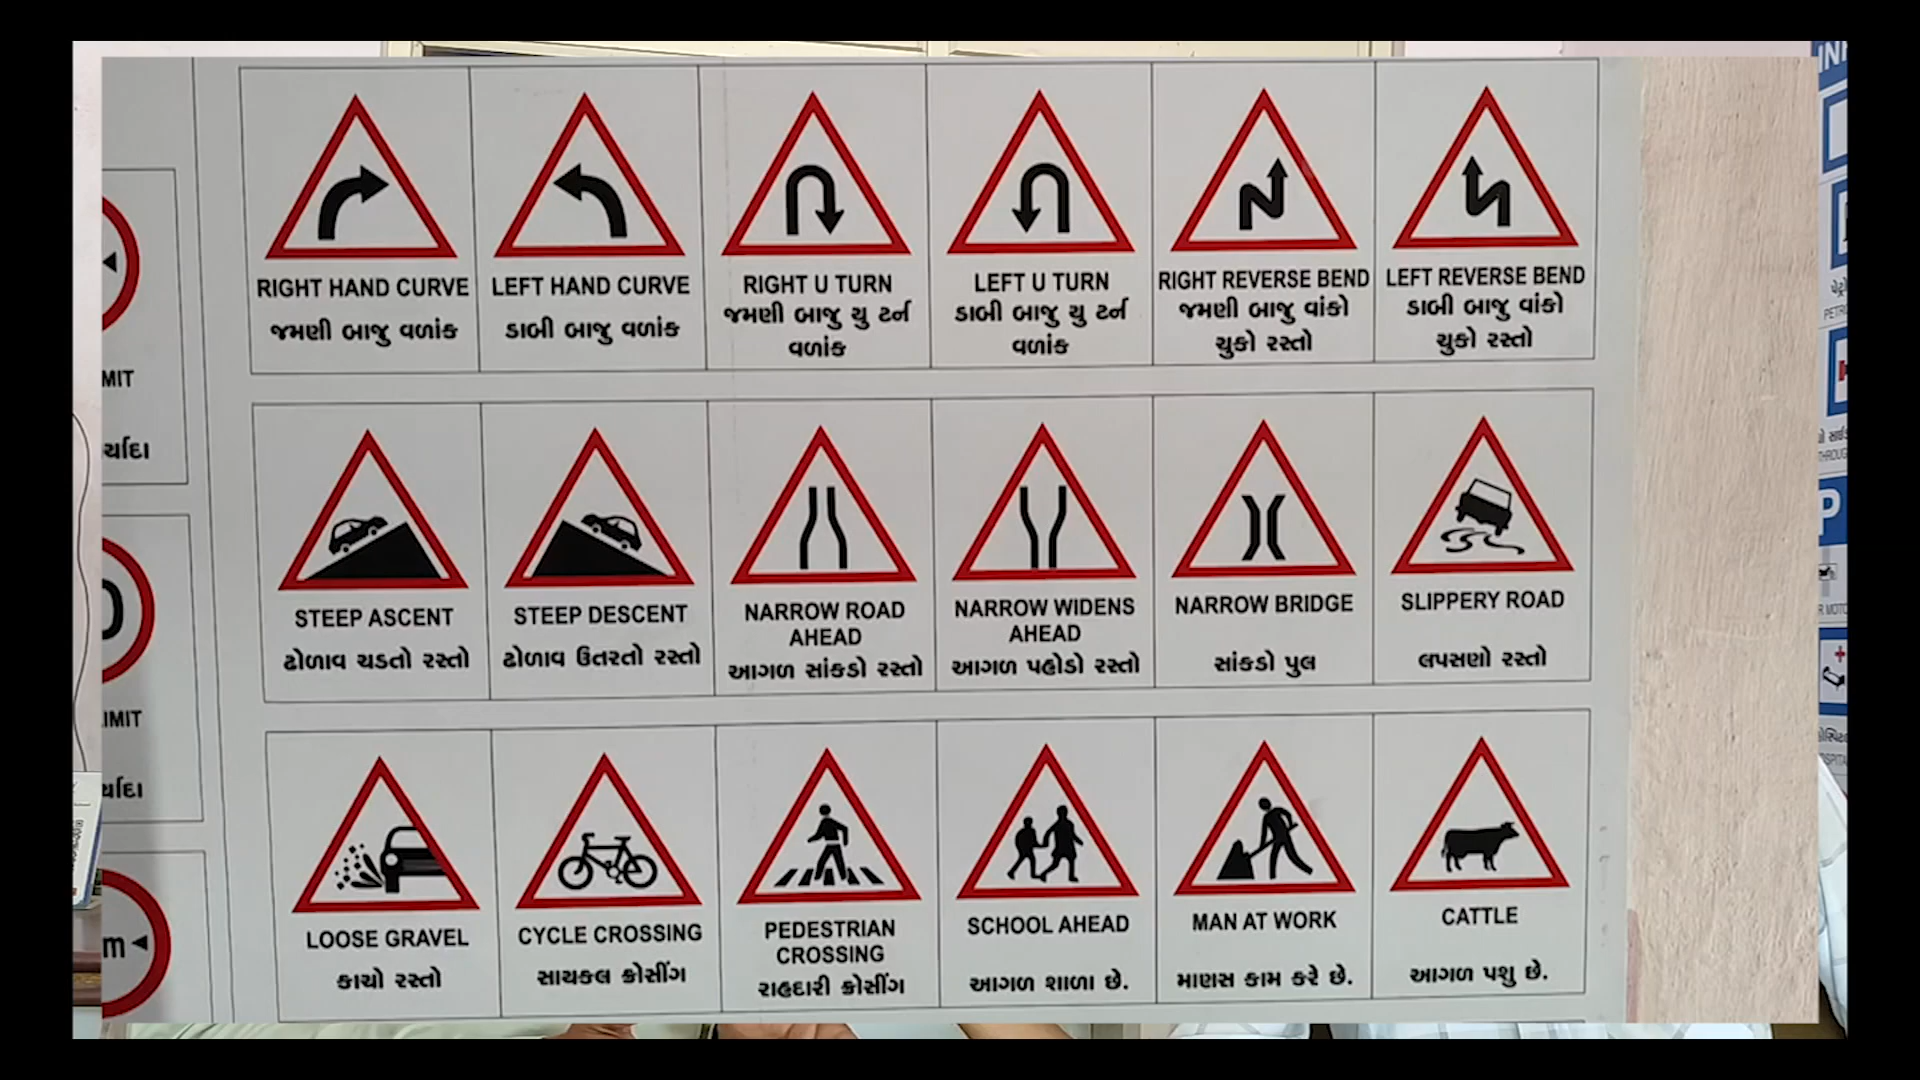 RIGHT HAND CURVE
જમણી બાજુ વળાંક
LEFT HAND CURVE
ડાબી બાજુ વળાંક
RIGHT U TURN
જમણી બાજુ યુ ટર્ન
વળાંક
LEFT U TURN
ડાબી બાજુ યુ ટર્ન
વળાંક
RIGHT REVERSE BEND
જમણી બાજુ વાંકો
ચુકો રસ્તો
LEFT REVERSE BEND
ડાબી બાજુ વાંકો
ચુકો રસ્તો
STEEP ASCENT
ઢોળાવ ચડતો રસ્તો
STEEP DESCENT
ઢોળાવ ઉતરતો રસ્તો
NARROW ROAD
AHEAD
આગળ સાંકડો રસ્તો
NARROW WIDENS
AHEAD
આગળ પહોડો રસ્તો
NARROW BRIDGE
સાંકડો પુલ
SLIPPERY ROAD
લપસણો રસ્તો
LOOSE GRAVEL
કાચો રસ્તો
CYCLE CROSSING
સાયકલ ક્રોસીંગ
PEDESTRIAN
CROSSING
રાહદારી ક્રોસીંગ
SCHOOL AHEAD
આગળ શાળા છે.
MAN AT WORK
માણસ કામ કરે છે.
CATTLE
આગળ પશુ છે.
MIT
ર્યાદા
IMIT
ર્યાદા
m
P